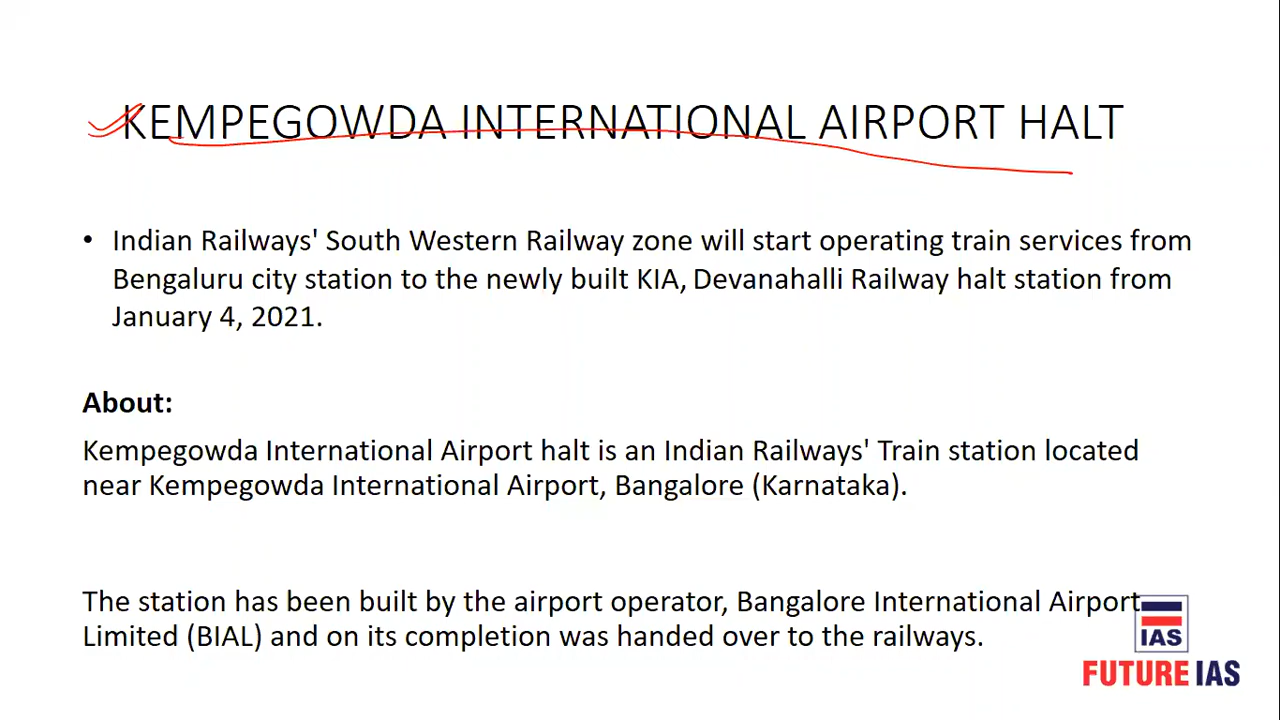 KEMPEGOWDA INTERNATIONAL AIRPORT HALT
• Indian Railways' South Western Railway zone will start operating train services from
Bengaluru city station to the newly built KIA, Devanahalli Railway halt station from
January 4, 2021.
About:
Kempegowda International Airport halt is an Indian Railways' Train station located
near Kempegowda International Airport, Bangalore (Karnataka).
The station has been built by the airport operator, Bangalore International Airport
Limited (BIAL) and on its completion was handed over to the railways.
IAS
FUTURE IAS